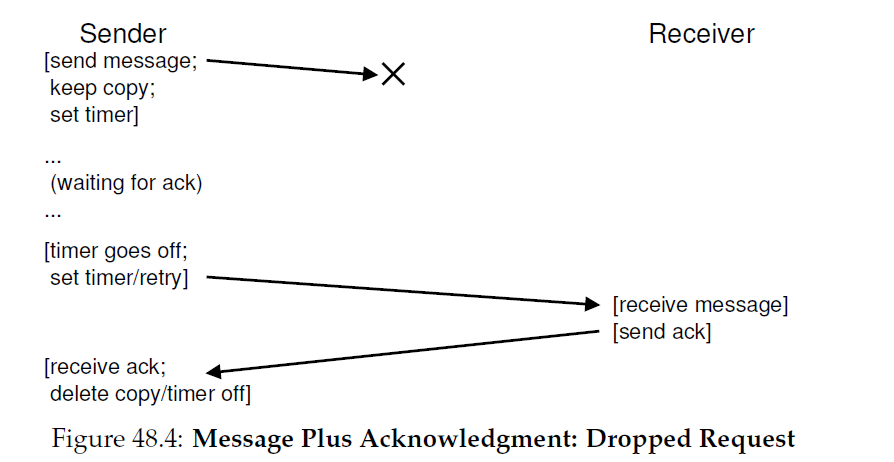 Sender
Receiver
[send message;
keep copy;
set timer]
...
(waiting for ack)
...
[timer goes off;
set timer/retry]
[receive message]
[send ack]
[receive ack;
delete copy/timer off]
Figure 48.4: Message Plus Acknowledgment: Dropped Request